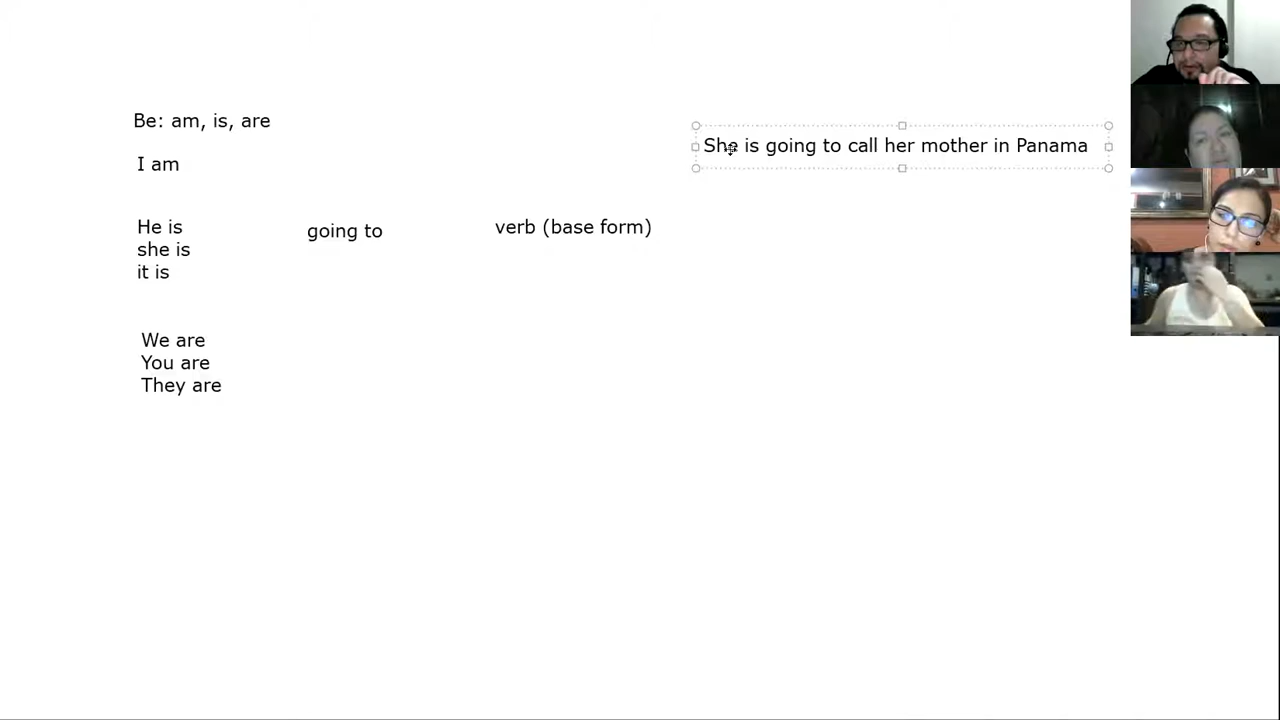 Be: am, is, are
I am
He is
she is
it is
going to
verb (base form)
We are
You are
They are
She is going to call her mother in Panama